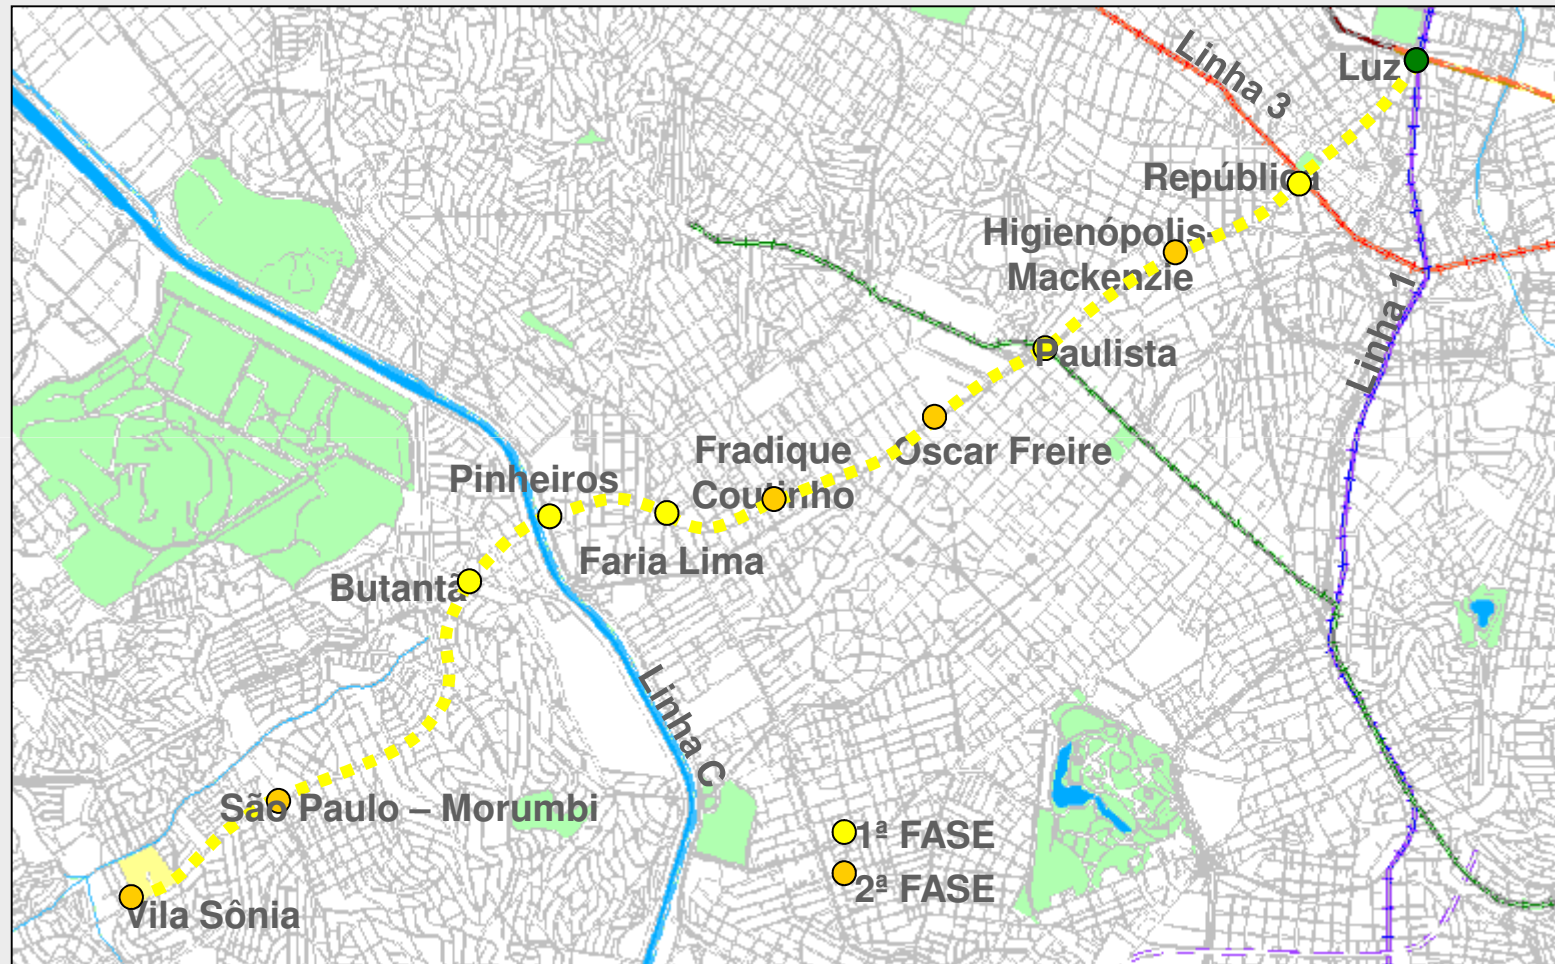 Linha 3
Luz
República
Higienópolis-
Mackenzie
Linha 1
Paulista
Fradique
Coutinho
Oscar Freire
Pinheiros
Faria Lima
Butantã
Linha C
São Paulo – Morumbi
1ª FASE
2ª FASE
Vila Sônia